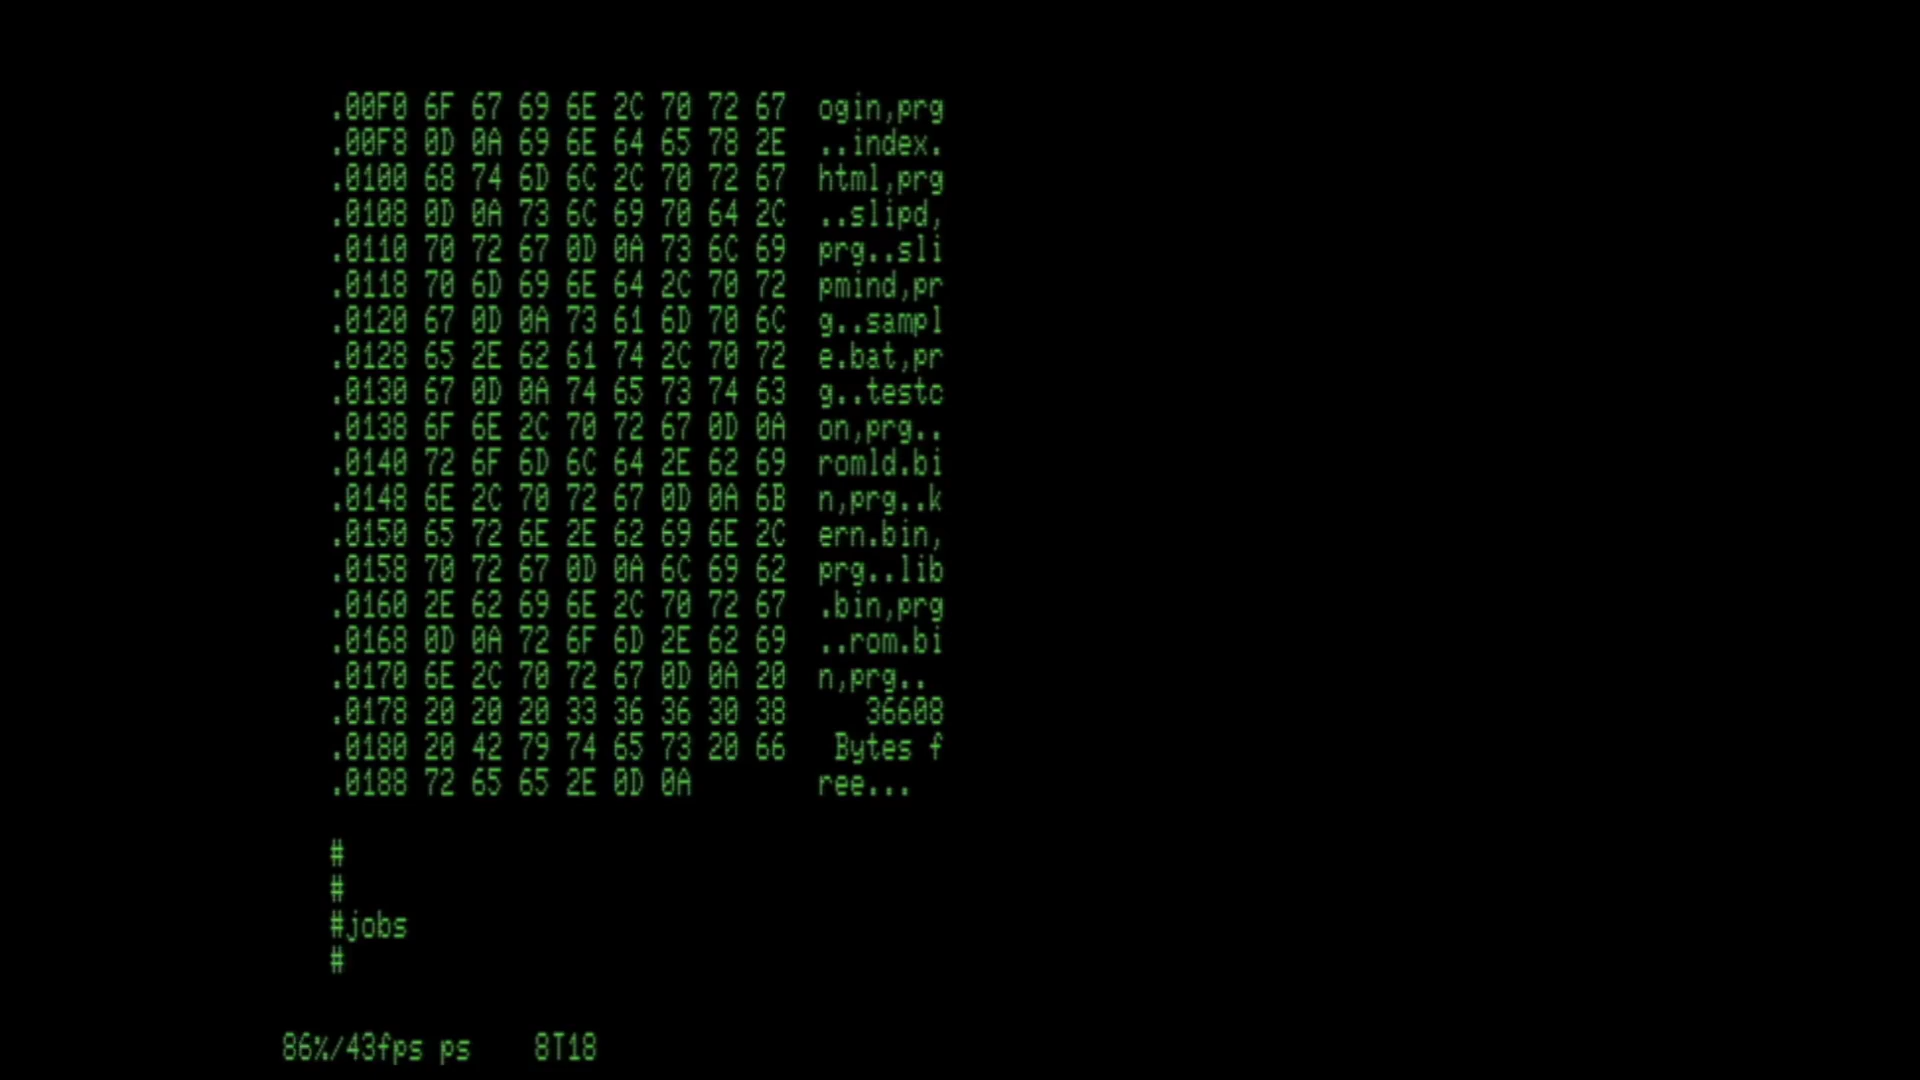 .00F0 6F 67 69 6E 2C 70 72 67  ogin,prg
.00F8 0D 0A 69 6E 64 65 78 2E  ..index.
.0100 68 74 6D 6C 2C 70 72 67  html,prg
.0108 0D 0A 73 6C 69 70 64 2C  ..slipd,
.0110 70 72 67 0D 0A 73 6C 69  prg..sli
.0118 70 6D 69 6E 64 2C 70 72  pmind,pr
.0120 67 0D 0A 73 61 6D 70 6C  g..sampl
.0128 65 2E 62 61 74 2C 70 72  e.bat,pr
.0130 67 0D 0A 74 65 73 74 63  g..testc
.0138 6F 6E 2C 70 72 67 0D 0A  on,prg..
.0140 72 6F 6D 6C 64 2E 62 69  romld.bi
.0148 6E 2C 70 72 67 0D 0A 6B  n,prg..k
.0150 65 72 6E 2E 62 69 6E 2C  ern.bin,
.0158 70 72 67 0D 0A 6C 69 62  prg..lib
.0160 2E 62 69 6E 2C 70 72 67  .bin,prg
.0168 0D 0A 72 6F 6D 2E 62 69  ..rom.bi
.0170 6E 2C 70 72 67 0D 0A 20  n,prg..
.0178 20 20 20 33 36 36 30 38     36608
.0180 20 42 79 74 65 73 20 66   Bytes f
.0188 72 65 65 2E 0D 0A        ree...
#
#
#jobs
#
86%/43fps ps    8T18